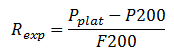 R_exp = (P_plat − P200) / F200